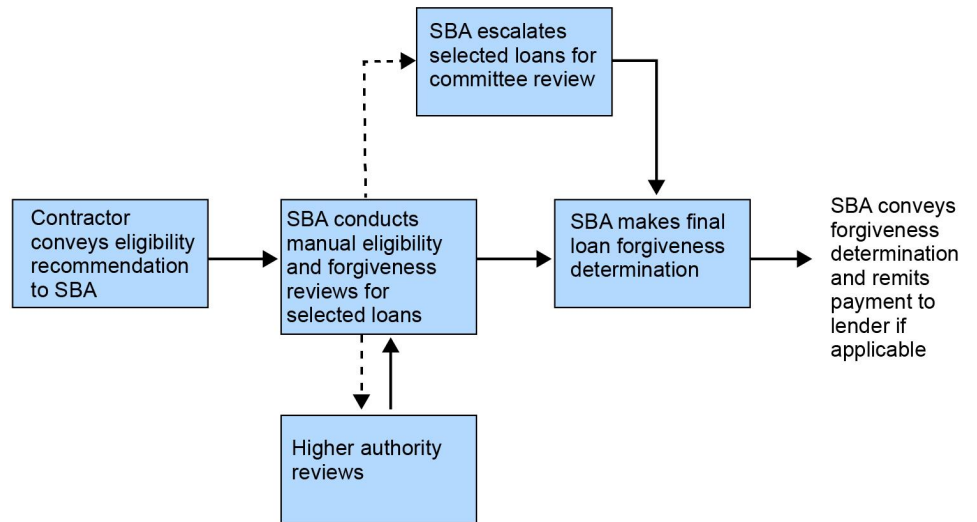 SBA escalates
selected loans for
committee review
Contractor
conveys eligibility
recommendation
to SBA
SBA conducts
manual eligibility
and forgiveness
reviews for
selected loans
SBA makes final
loan forgiveness
determination
SBA conveys
forgiveness
determination
and remits
payment to
lender if
applicable
Higher authority
reviews